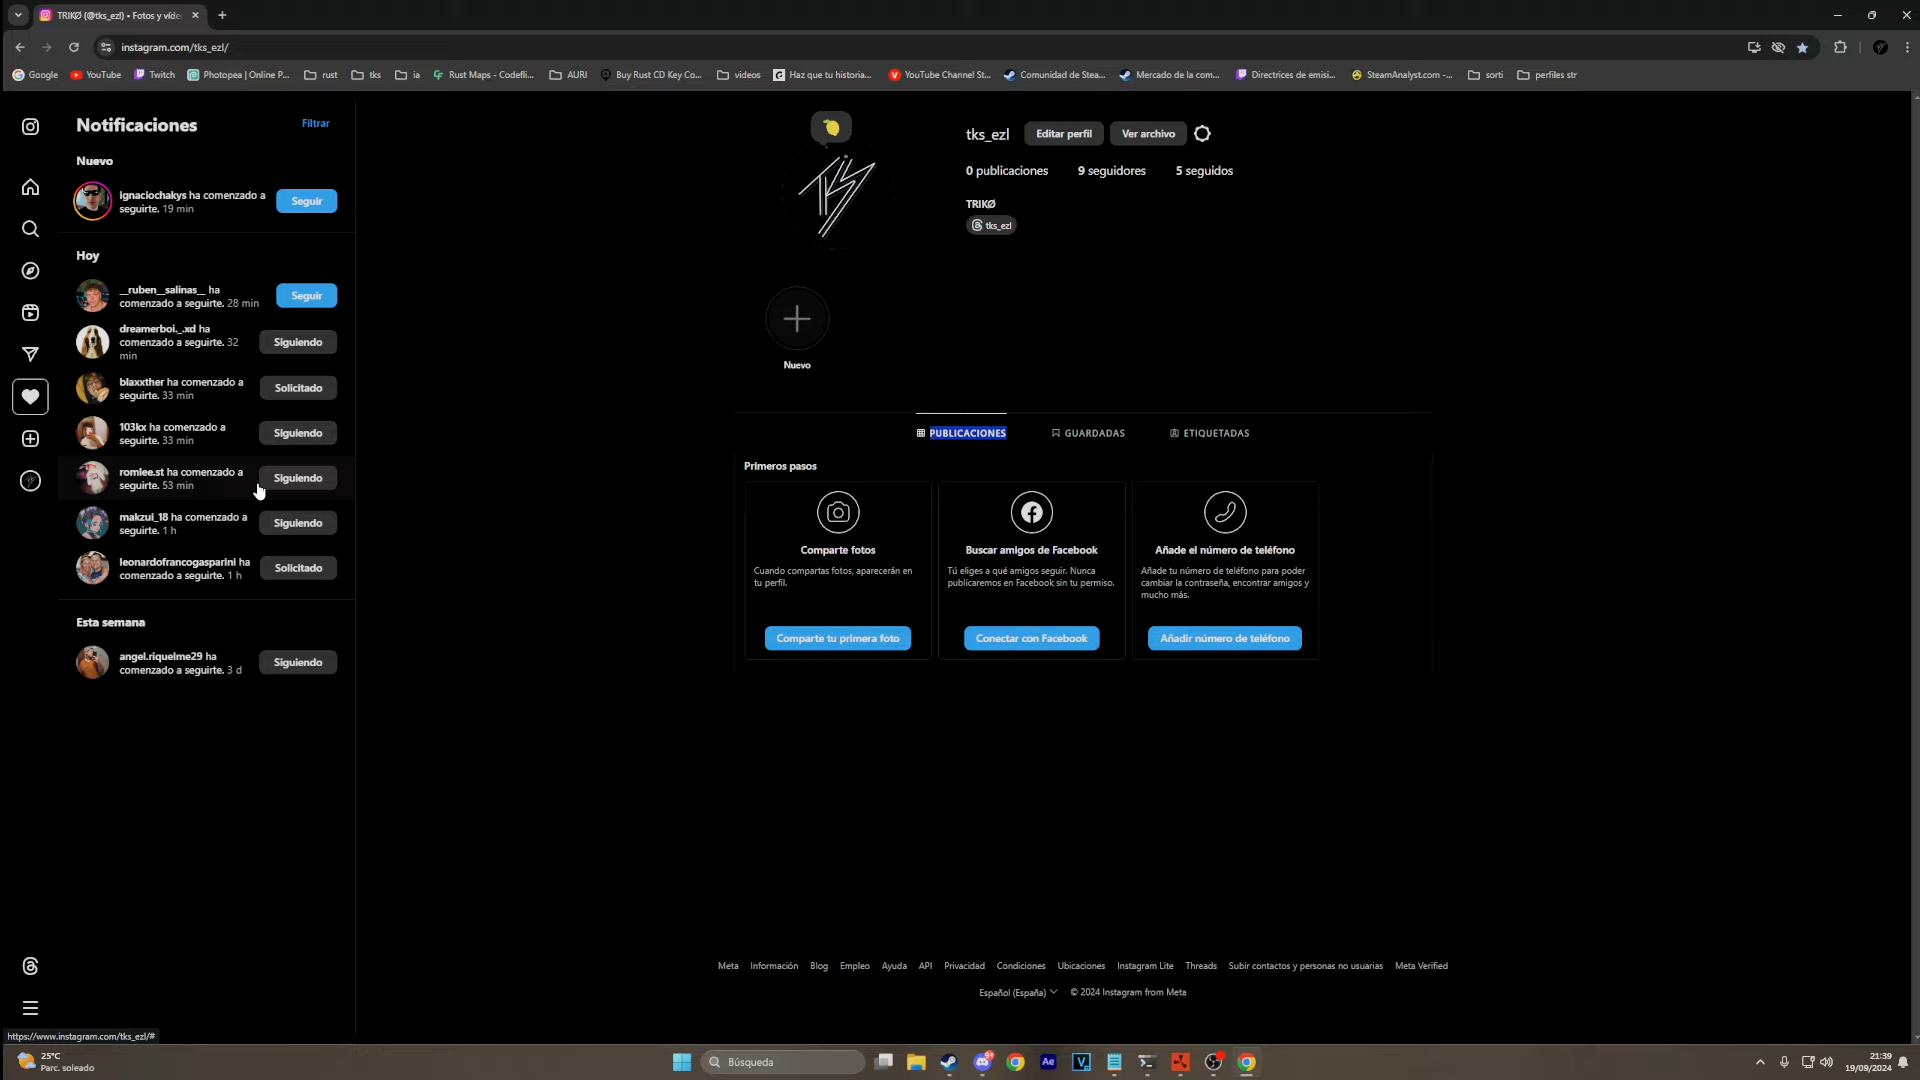 TRIKØ (@tks_ezl) • Fotos y víde
instagram.com/tks_ezl/
Google
YouTube
Twitch
Photopea | Online P...
rust
tks
ia
Rust Maps - Codefli...
AURI
Buy Rust CD Key Co...
videos
Haz que tu historia...
YouTube Channel St...
Comunidad de Stea...
Mercado de la com...
Directrices de emisi...
SteamAnalyst.com -...
sorti
perfiles str
Notificaciones
Filtrar
Nuevo
ignaciochakys ha comenzado a
seguirte. 19 min
Seguir
Hoy
__ruben__salinas__ ha
comenzado a seguirte. 28 min
Seguir
dreamerboi._.xd ha
comenzado a seguirte. 32
min
Siguiendo
blaxxther ha comenzado a
seguirte. 33 min
Solicitado
103kx ha comenzado a
seguirte. 33 min
Siguiendo
romlee.st ha comenzado a
seguirte. 53 min
Siguiendo
makzui_18 ha comenzado a
seguirte. 1 h
Siguiendo
leonardofrancogasparini ha
comenzado a seguirte. 1 h
Solicitado
Esta semana
angel.riquelme29 ha
comenzado a seguirte. 3 d
Siguiendo
TKS
tks_ezl
Editar perfil
Ver archivo
0 publicaciones
9 seguidores
5 seguidos
TRIKØ
tks_ezl
Nuevo
PUBLICACIONES
GUARDADAS
ETIQUETADAS
Primeros pasos
Comparte fotos
Cuando compartas fotos, aparecerán en
tu perfil.
Comparte tu primera foto
Buscar amigos de Facebook
Tú eliges a qué amigos seguir. Nunca
publicaremos en Facebook sin tu permiso.
Conectar con Facebook
Añade el número de teléfono
Añade tu número de teléfono para poder
cambiar la contraseña, encontrar amigos y
mucho más.
Añadir número de teléfono
Meta
Información
Blog
Empleo
Ayuda
API
Privacidad
Condiciones
Ubicaciones
Instagram Lite
Threads
Subir contactos y personas no usuarias
Meta Verified
Español (España)
© 2024 Instagram from Meta
https://www.instagram.com/tks_ezl/#
25°C
Parc. soleado
Búsqueda
Ae
V
21:39
19/09/2024